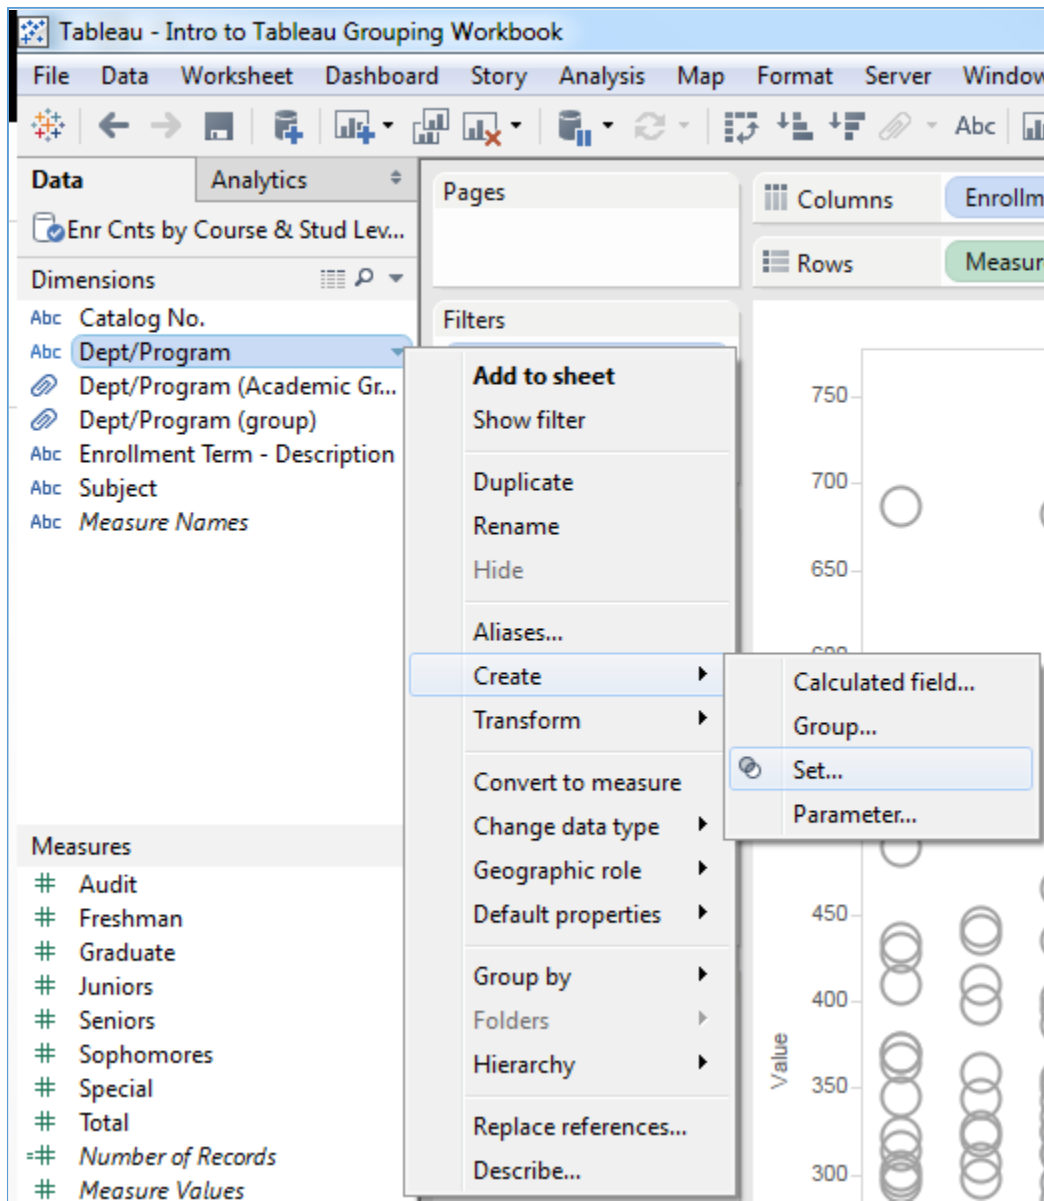 Tableau - Intro to Tableau Grouping Workbook
File Data Worksheet Dashboard Story Analysis Map Format Server Window
Abc
Data
Analytics
Enr Cnts by Course & Stud Lev...
Dimensions
Abc Catalog No.
Abc Dept/Program
Dept/Program (Academic Gr...
Dept/Program (group)
Abc Enrollment Term - Description
Abc Subject
Abc Measure Names
Measures
# Audit
# Freshman
# Graduate
# Juniors
# Seniors
# Sophomores
# Special
# Total
=# Number of Records
# Measure Values
Pages
Filters
Columns
Enrollm
Rows
Measur
Add to sheet
Show filter
Duplicate
Rename
Hide
Aliases...
Create
Transform
Convert to measure
Change data type
Geographic role
Default properties
Group by
Folders
Hierarchy
Replace references...
Describe...
Calculated field...
Group...
Set...
Parameter...
750
700
650
450
400
350
300
Value